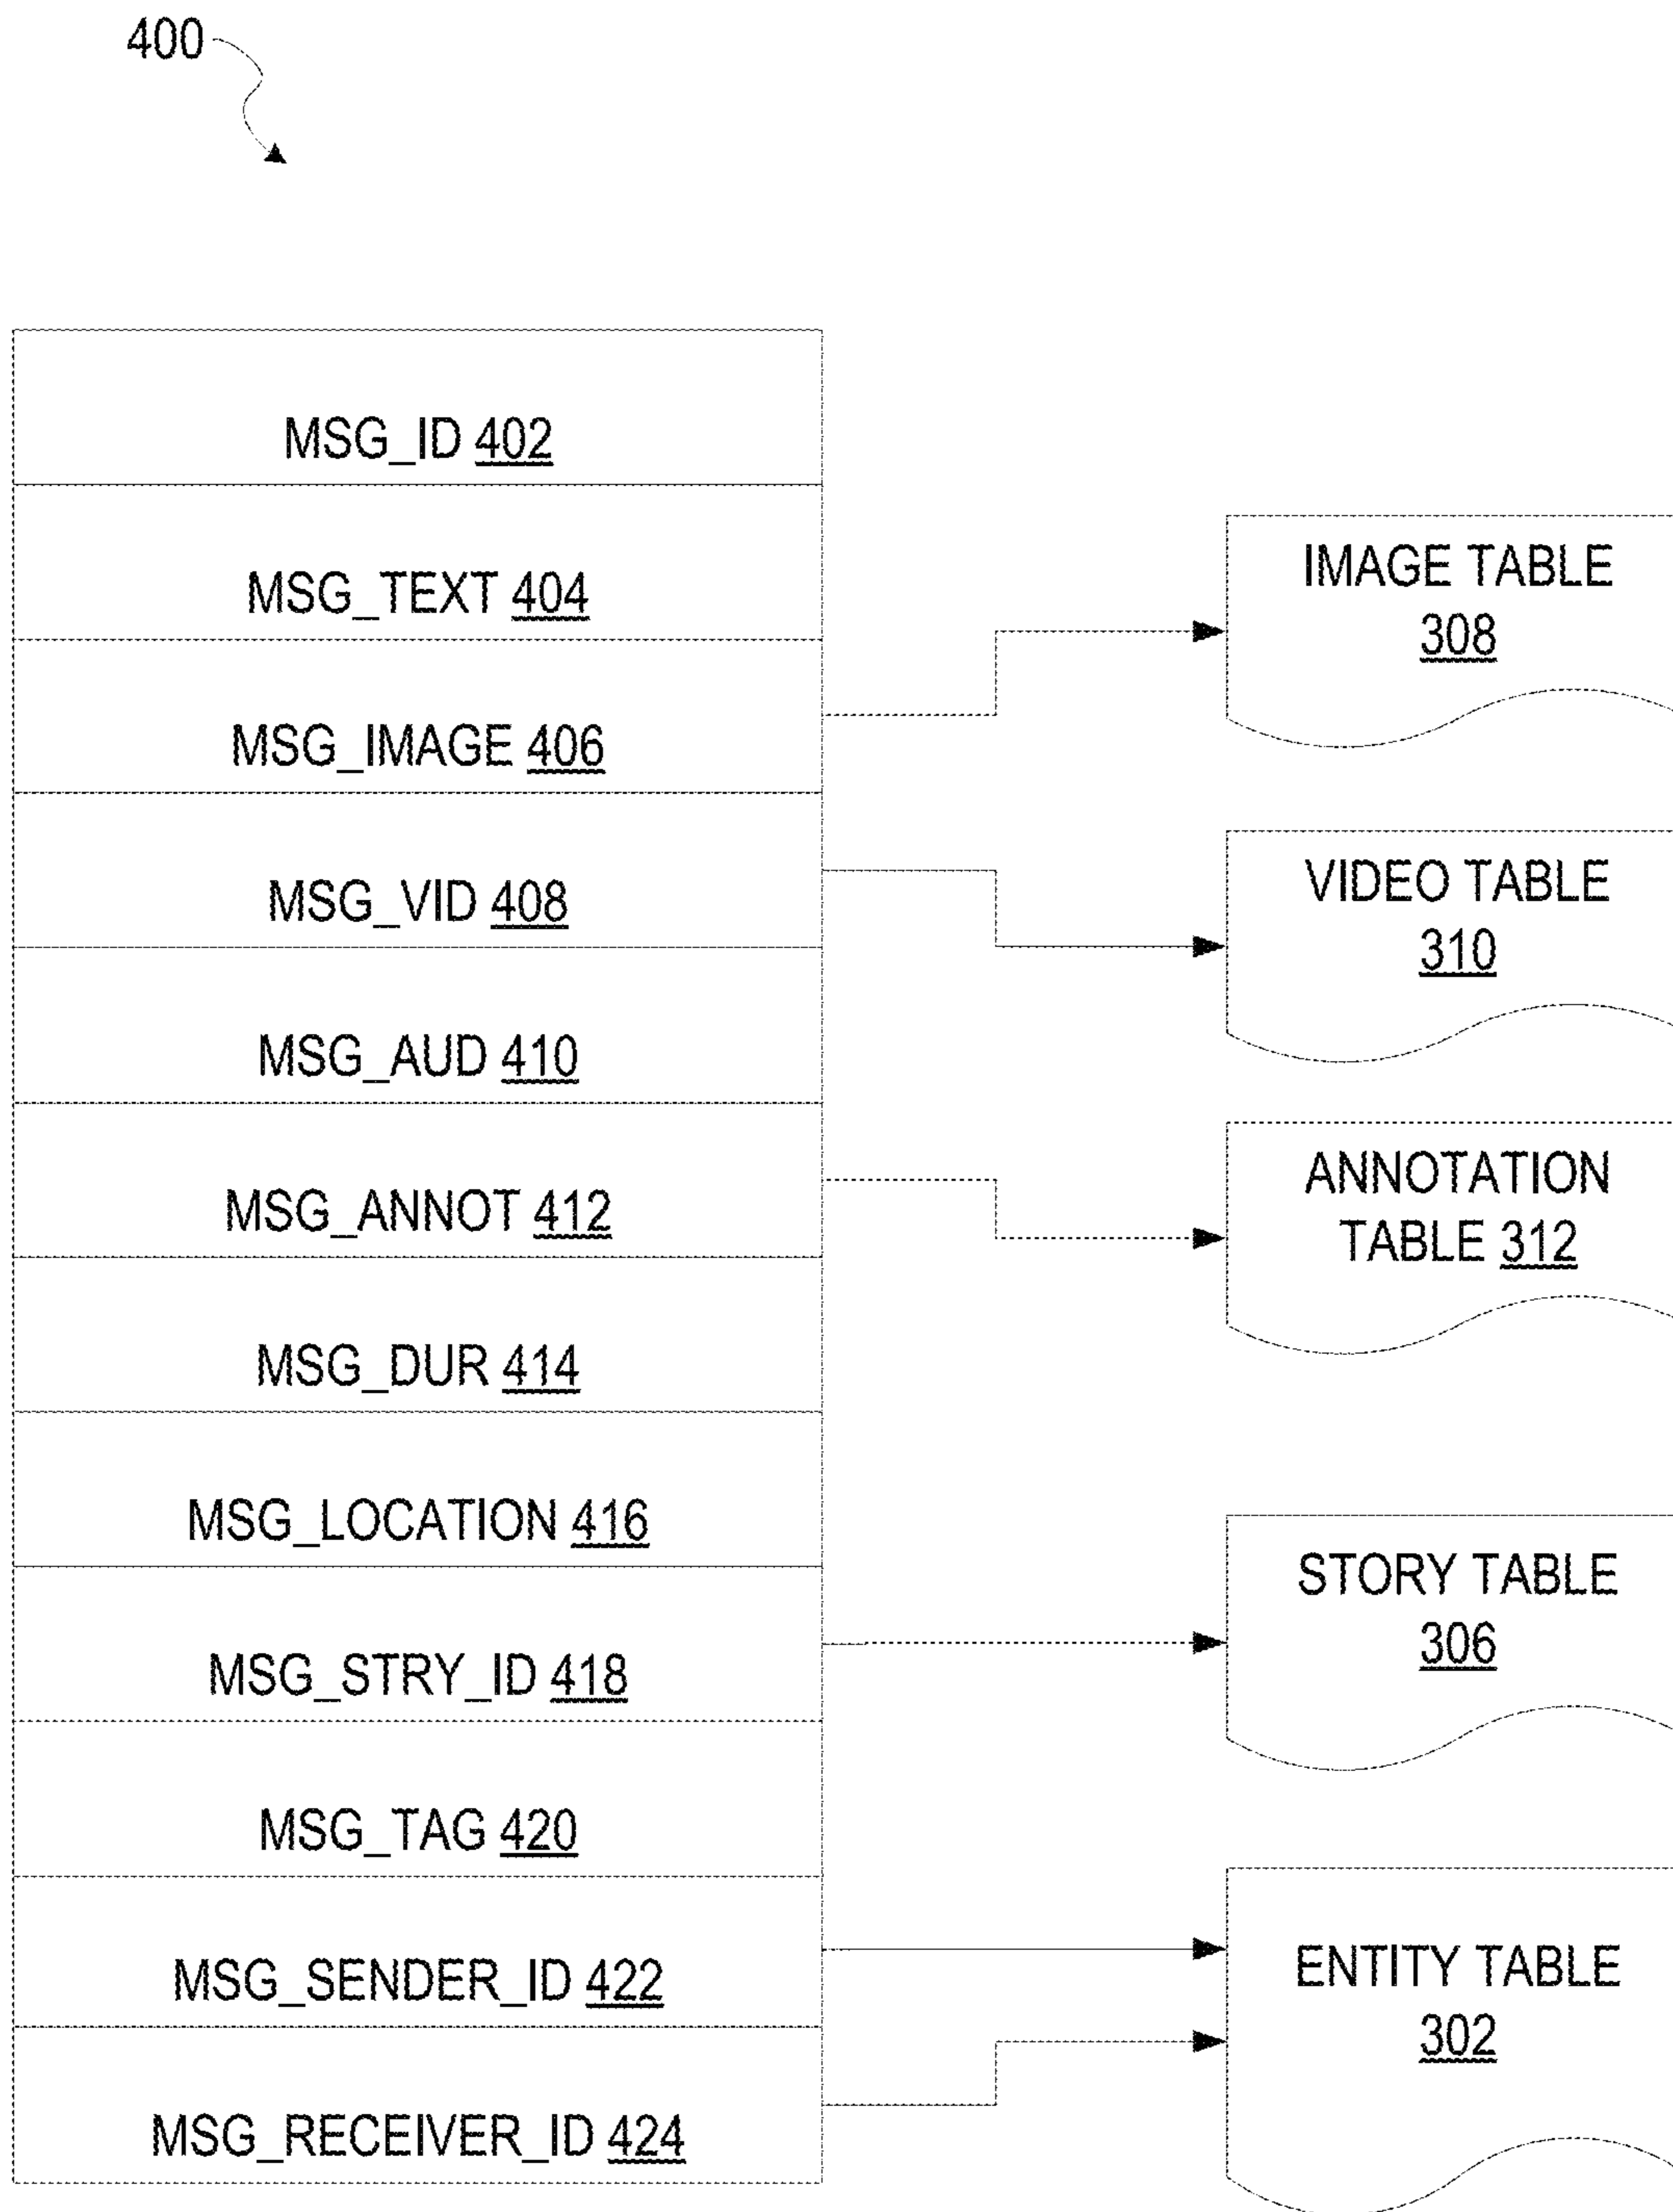 400
MSG_ID 402
MSG_TEXT 404
MSG_IMAGE 406
MSG_VID 408
MSG_AUD 410
MSG_ANNOT 412
MSG_DUR 414
MSG_LOCATION 416
MSG_STRY_ID 418
MSG_TAG 420
MSG_SENDER_ID 422
MSG_RECEIVER_ID 424
IMAGE TABLE
308
VIDEO TABLE
310
ANNOTATION
TABLE 312
STORY TABLE
306
ENTITY TABLE
302